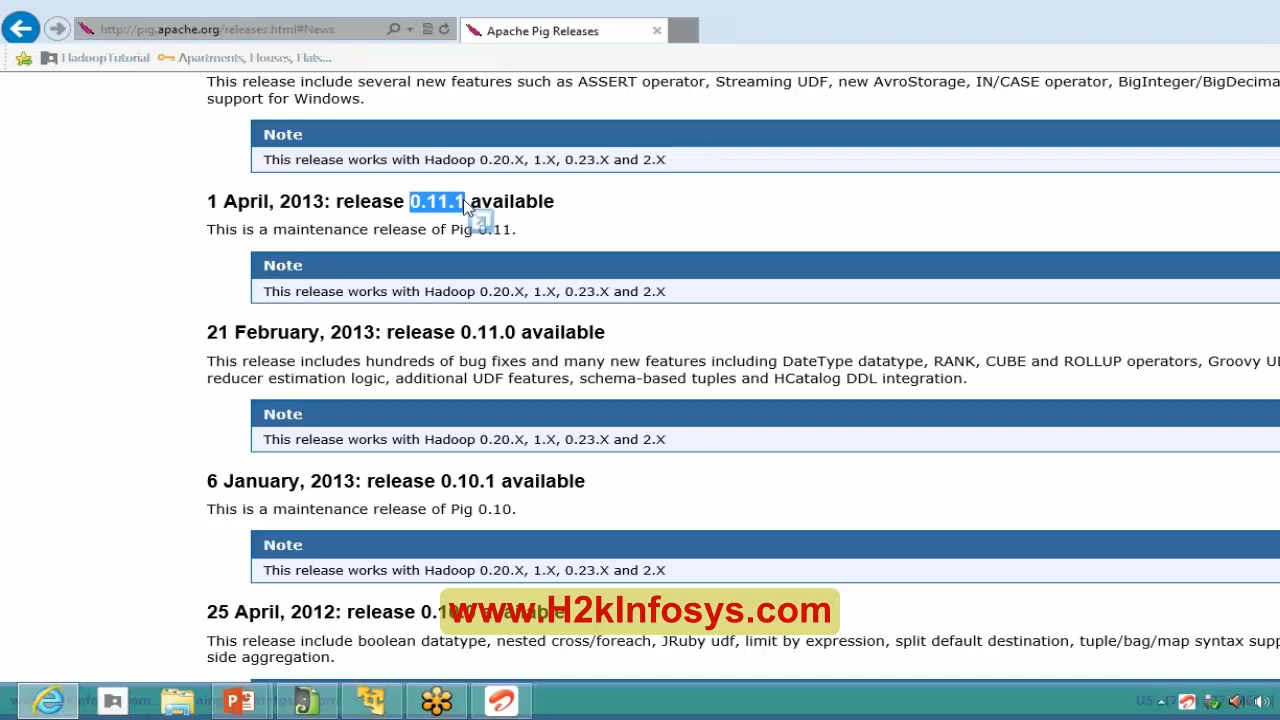 http://pig.apache.org/releases.html#News
Apache Pig Releases
HadoopTutorial
Apartments, Houses, Flats...
This release include several new features such as ASSERT operator, Streaming UDF, new AvroStorage, IN/CASE operator, BigInteger/BigDecima
support for Windows.
Note
This release works with Hadoop 0.20.X, 1.X, 0.23.X and 2.X
1 April, 2013: release 0.11.1 available
This is a maintenance release of Pig 0.11.
Note
This release works with Hadoop 0.20.X, 1.X, 0.23.X and 2.X
21 February, 2013: release 0.11.0 available
This release includes hundreds of bug fixes and many new features including DateType datatype, RANK, CUBE and ROLLUP operators, Groovy U
reducer estimation logic, additional UDF features, schema-based tuples and HCatalog DDL integration.
Note
This release works with Hadoop 0.20.X, 1.X, 0.23.X and 2.X
6 January, 2013: release 0.10.1 available
This is a maintenance release of Pig 0.10.
Note
This release works with Hadoop 0.20.X, 1.X, 0.23.X and 2.X
25 April, 2012: release
www.H2kInfosys.com
This release include boolean datatype, nested cross/foreach, JRuby udf, limit by expression, split default destination, tuple/bag/map syntax supp
side aggregation.